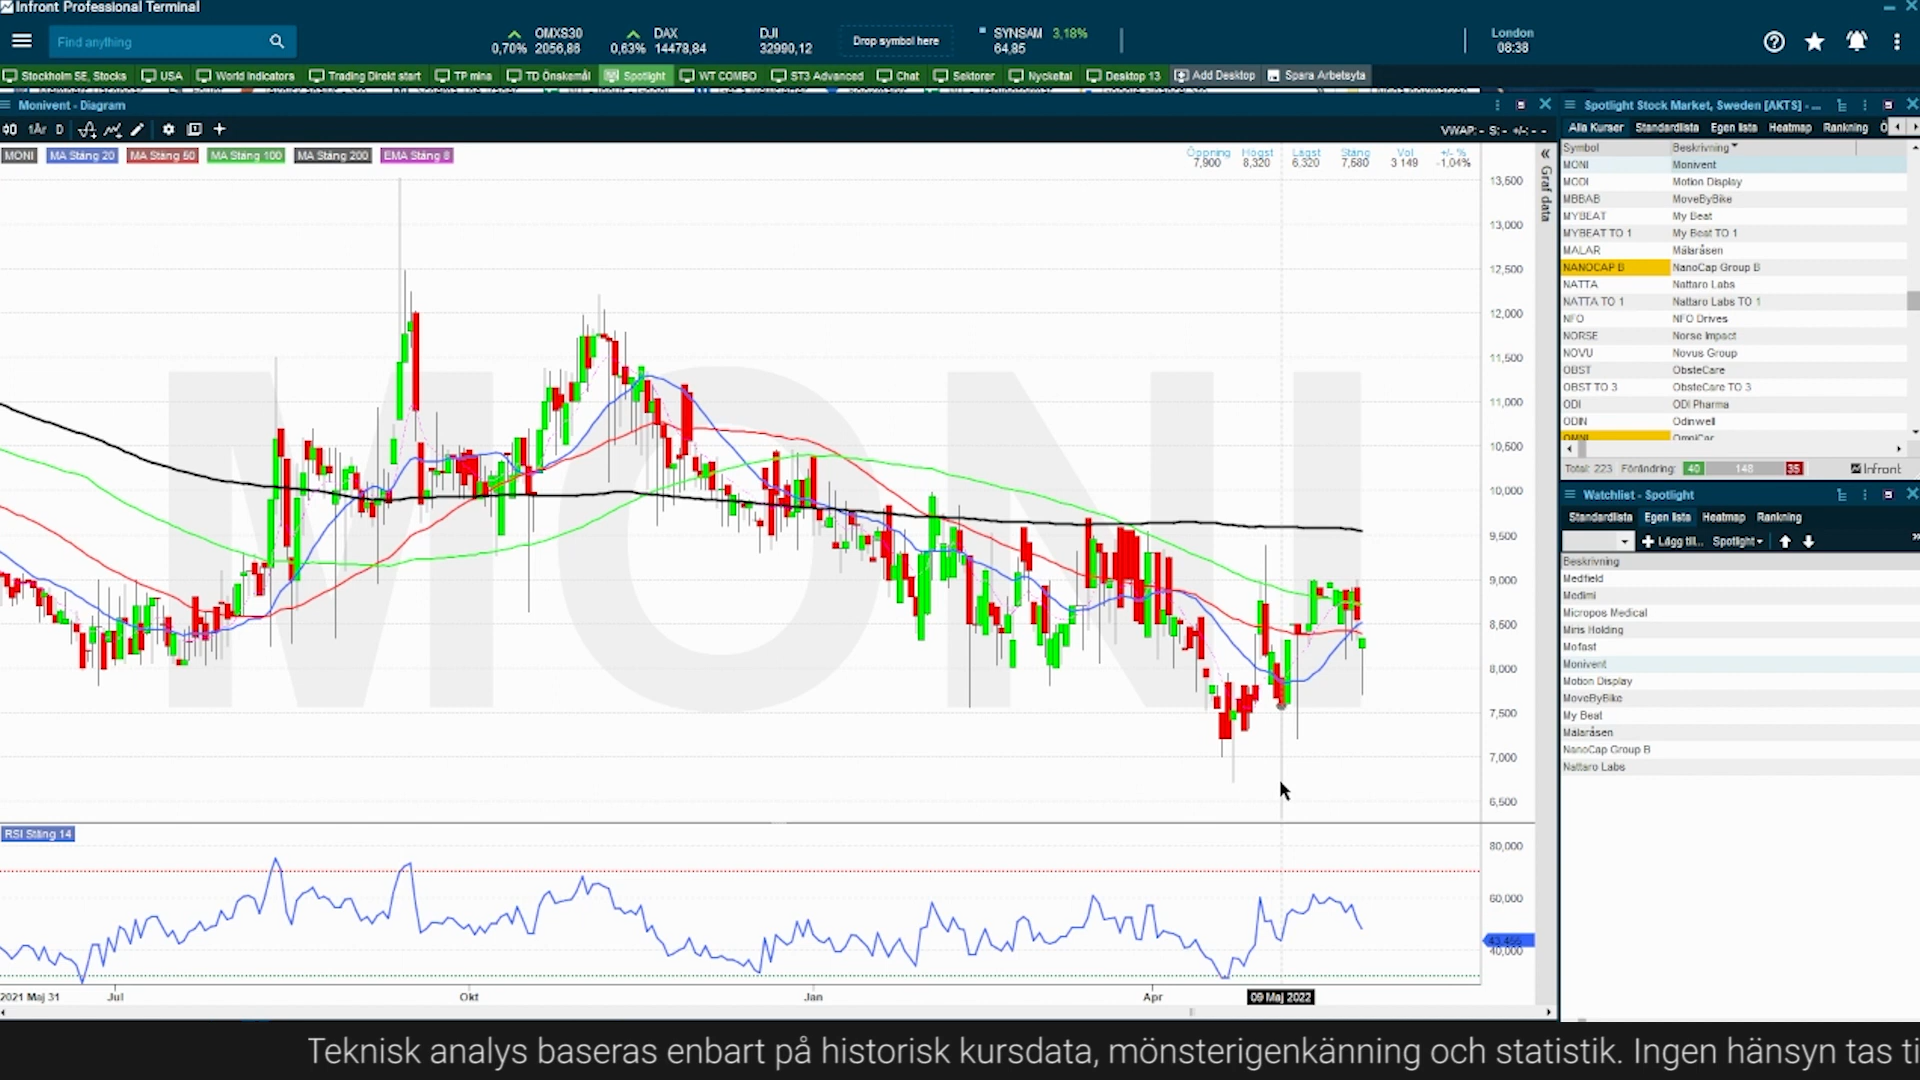 Infront Professional Terminal
Find anything
OMXS30
0,70% 2056,86
DAX
0,63% 14478,84
DJI
32990,12
Drop symbol here
SYNSAM 3,18%
64,85
London
08:38
Stockholm SE, Stocks USA World Indicators Trading Direkt start TP mina TD Önskemål Spotlight WT COMBO ST3 Advanced Chat Sektorer Nyckeltal Desktop 13 Add Desktop Spara Arbetsyta
Monivent - Diagram
1År D
VWAP: - S: - +/-: - -
MONI MA Stäng 20 MA Stäng 50 MA Stäng 100 MA Stäng 200 EMA Stäng 8
Öppning Högst Lägst Stäng Vol +/- %
7,900 8,320 6,320 7,580 3 149 -1,04%
Graf data
13,500
13,000
12,500
12,000
11,500
11,000
10,500
10,000
9,500
9,000
8,500
8,000
7,500
7,000
6,500
MONI
RSI Stäng 14
80,000
60,000
40,000
2021 Maj 31 Jul Okt Jan Apr 09 Maj 2022
Spotlight Stock Market, Sweden [AKTS] - ...
Alla Kurser Standardlista Egen lista Heatmap Ranking
Symbol Beskrivning
MONI Monivent
MODI Motion Display
MBBAB MoveByBike
MYBEAT My Beat
MYBEAT TO 1 My Beat TO 1
MALAR Mälaråsen
NANOCAP B NanoCap Group B
NATTA Nattaro Labs
NATTA TO 1 Nattaro Labs TO 1
NFO NFO Drives
NORSE Norse Impact
NOVU Novus Group
OBST ObsteCare
OBST TO 3 ObsteCare TO 3
ODI ODI Pharma
ODIN Odinwell
OMNI OmniCar
Total: 223 Förändring: 40 148 35 Infront
Watchlist - Spotlight
Standardlista Egen lista Heatmap Ranking
Lägg till... Spotlight
Beskrivning
Medfield
Medimi
Micropos Medical
Miris Holding
Mofast
Monivent
Motion Display
MoveByBike
My Beat
Mälaråsen
NanoCap Group B
Nattaro Labs
Teknisk analys baseras enbart på historisk kursdata, mönsterigenkänning och statistik. Ingen hänsyn tas ti